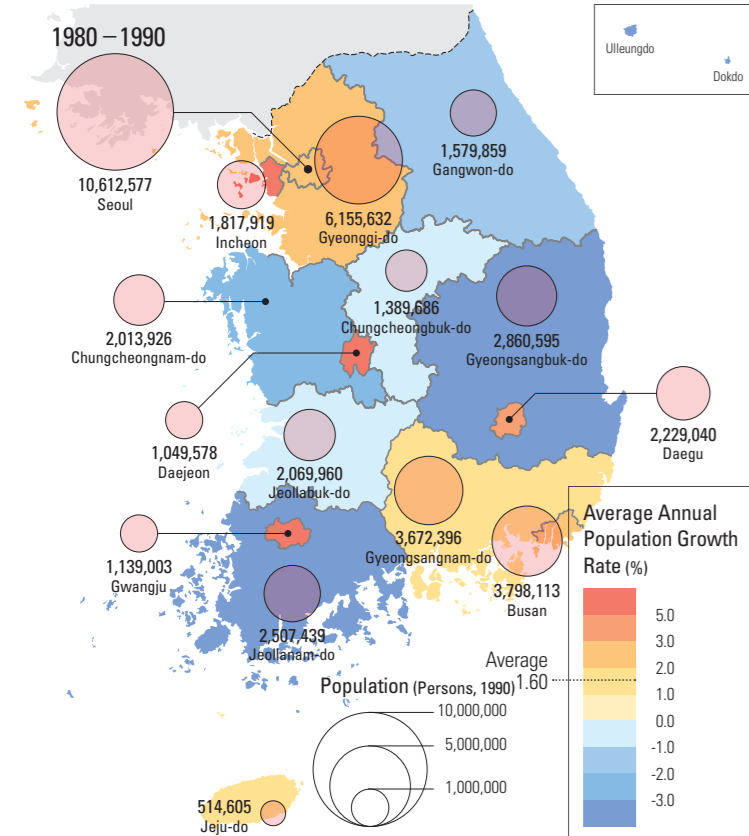 1980 – 1990
Ulleungdo
Dokdo
10,612,577
Seoul
1,579,859
Gangwon-do
1,817,919
Incheon
6,155,632
Gyeonggi-do
1,389,686
Chungcheongbuk-do
2,013,926
Chungcheongnam-do
2,860,595
Gyeongsangbuk-do
1,049,578
Daejeon
2,229,040
Daegu
2,069,960
Jeollabuk-do
3,672,396
Gyeongsangnam-do
1,139,003
Gwangju
3,798,113
Busan
2,507,439
Jeollanam-do
514,605
Jeju-do
Population (Persons, 1990)
10,000,000
5,000,000
1,000,000
Average Annual
Population Growth
Rate (%)
5.0
3.0
2.0
Average
1.60
1.0
0.0
-1.0
-2.0
-3.0